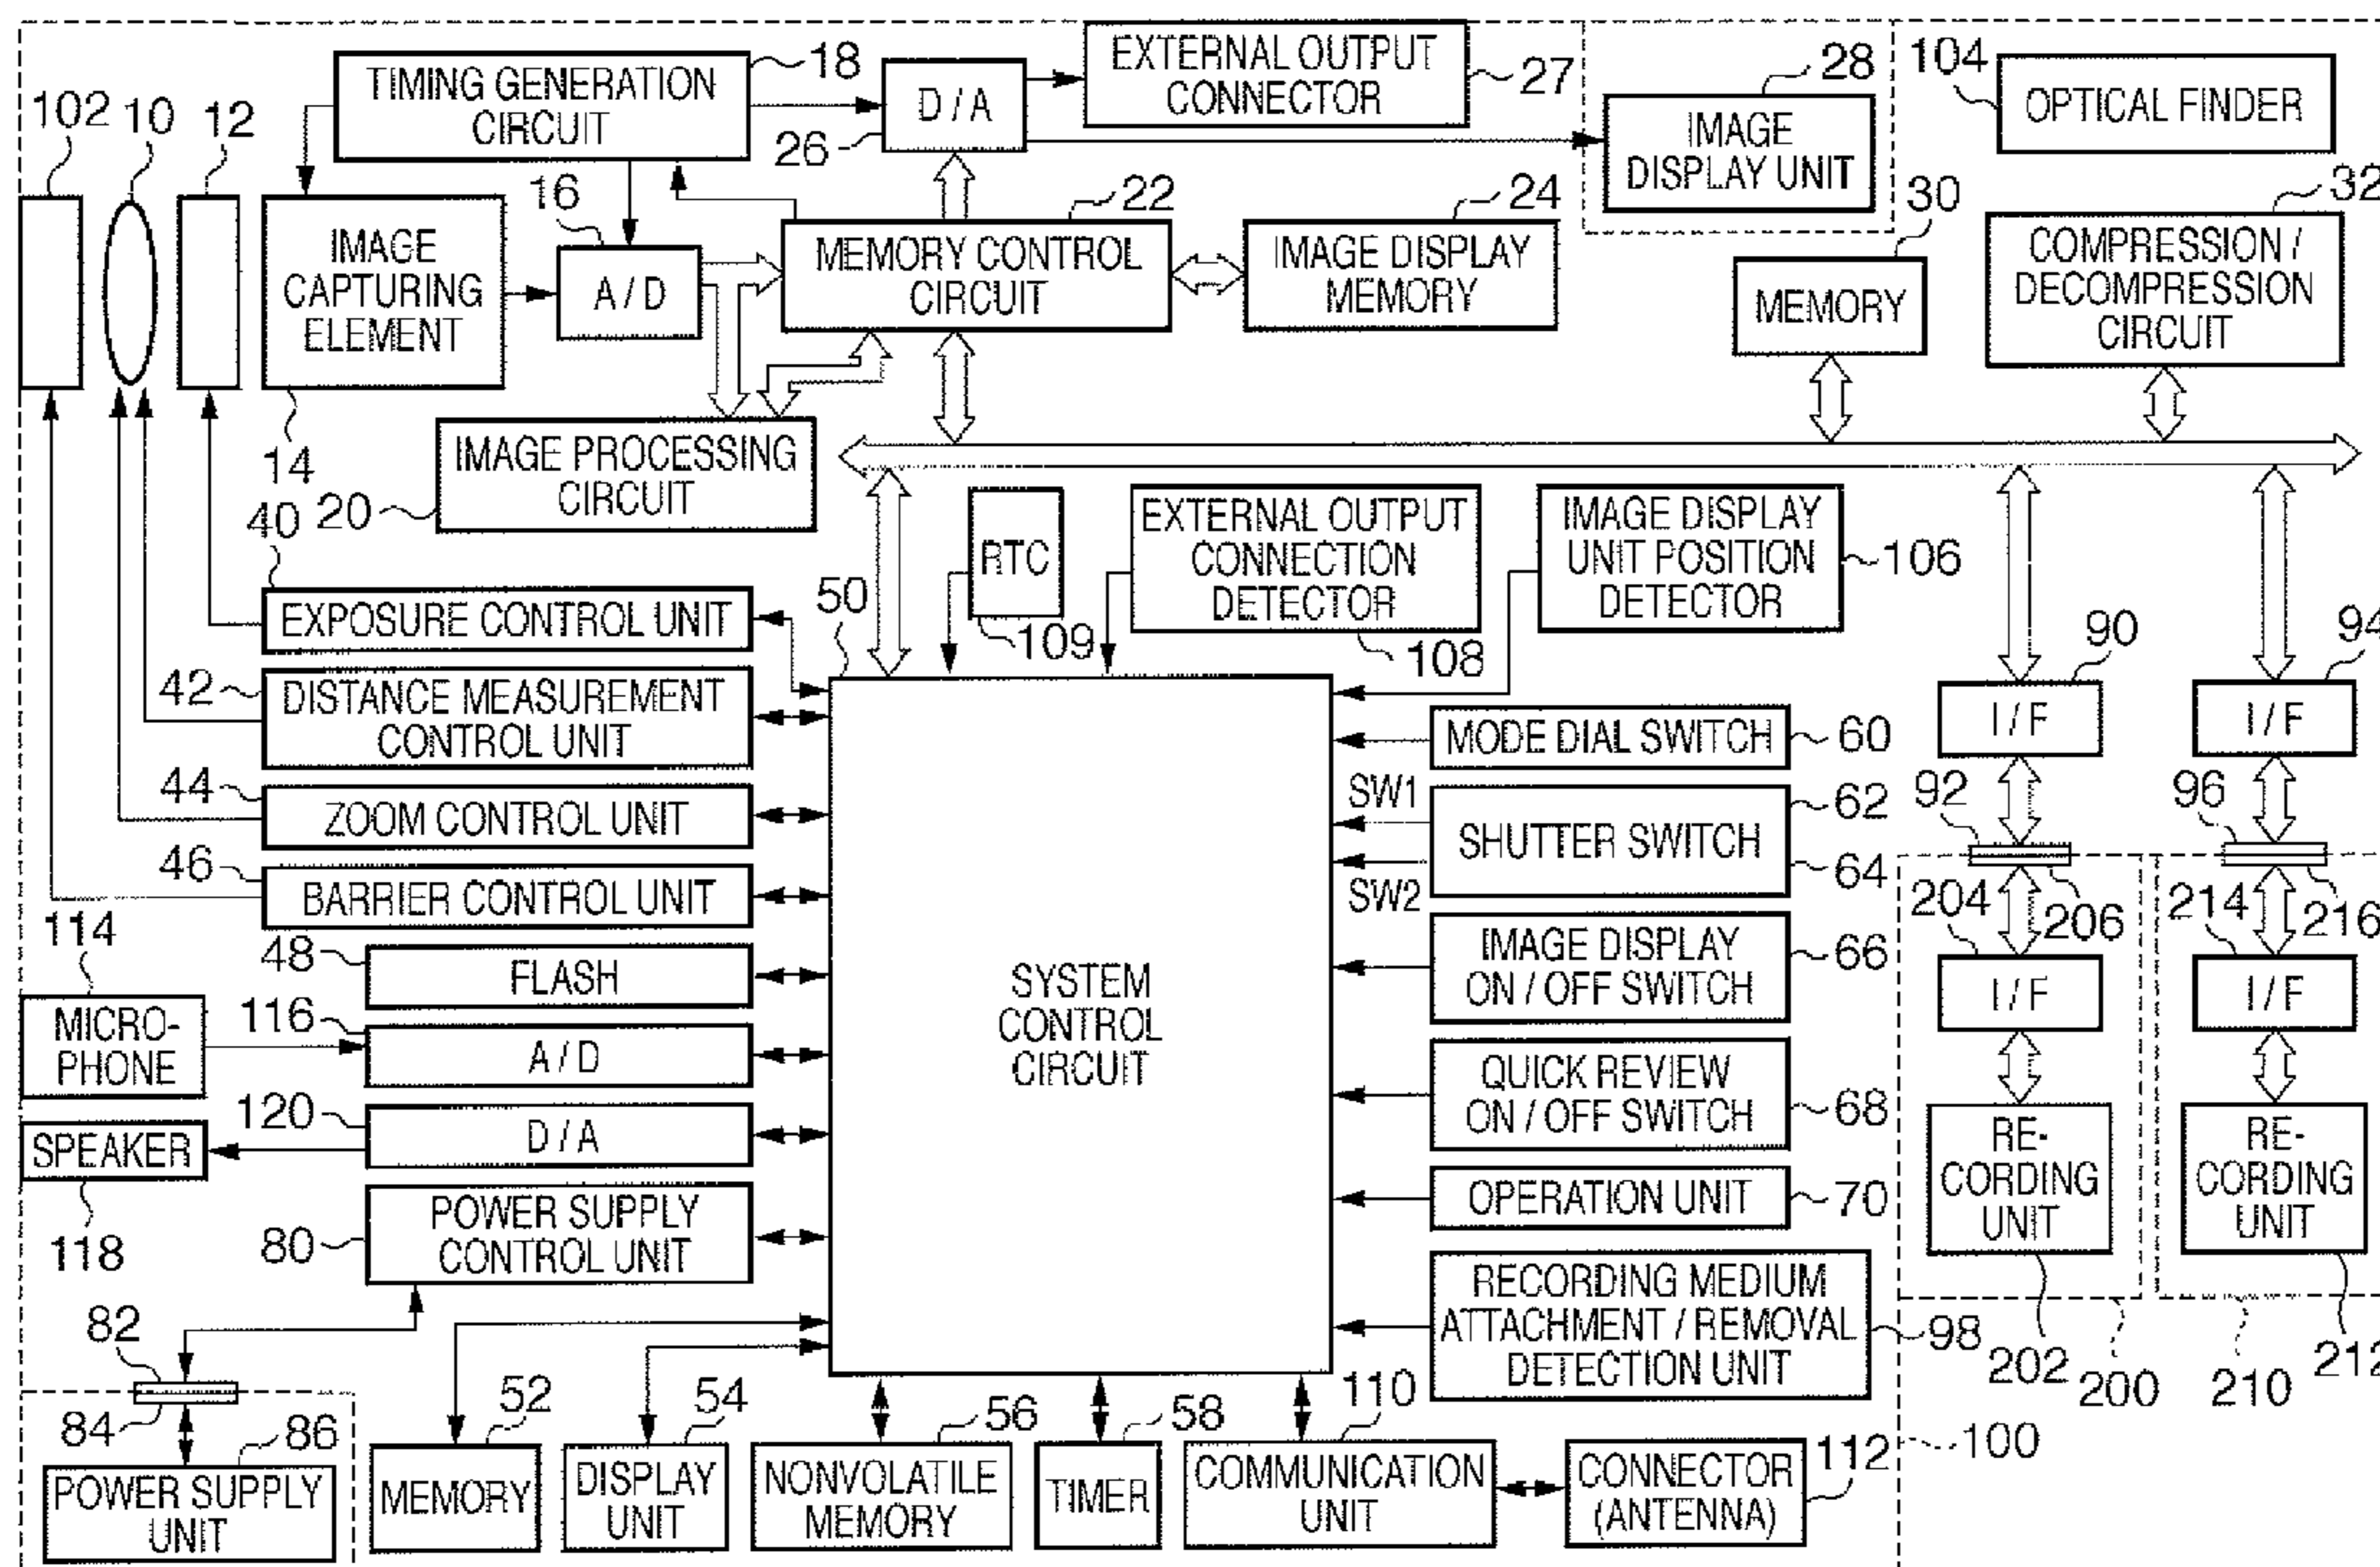 EXTERNAL OUTPUT
CONNECTOR
27
TIMING GENERATION
CIRCUIT
18
D / A
26
28
IMAGE
DISPLAY UNIT
104
OPTICAL FINDER
102
10
12
16
IMAGE
CAPTURING
ELEMENT
14
A / D
22
MEMORY CONTROL
CIRCUIT
24
IMAGE DISPLAY
MEMORY
30
MEMORY
32
COMPRESSION /
DECOMPRESSION
CIRCUIT
IMAGE PROCESSING
CIRCUIT
20
40
EXPOSURE CONTROL UNIT
50
RTC
109
EXTERNAL OUTPUT
CONNECTION
DETECTOR
108
IMAGE DISPLAY
UNIT POSITION
DETECTOR
106
42
DISTANCE MEASUREMENT
CONTROL UNIT
44
ZOOM CONTROL UNIT
46
BARRIER CONTROL UNIT
48
FLASH
114
MICRO-
PHONE
116
A / D
120
D / A
SPEAKER
118
80
POWER SUPPLY
CONTROL UNIT
SYSTEM
CONTROL
CIRCUIT
MODE DIAL SWITCH
60
SW1
SHUTTER SWITCH
62
64
SW2
IMAGE DISPLAY
ON / OFF SWITCH
66
QUICK REVIEW
ON / OFF SWITCH
68
OPERATION UNIT
70
RECORDING MEDIUM
ATTACHMENT / REMOVAL
DETECTION UNIT
98
90
I / F
94
I / F
92
96
204
206
214
216
I / F
I / F
RE-
CORDING
UNIT
RE-
CORDING
UNIT
202
200
210
212
82
84
86
POWER SUPPLY
UNIT
52
MEMORY
54
DISPLAY
UNIT
56
NONVOLATILE
MEMORY
58
TIMER
110
COMMUNICATION
UNIT
CONNECTOR
(ANTENNA)
112
100